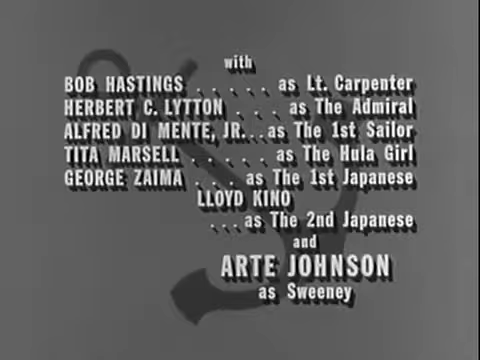 with
BOB HASTINGS . . . . . as Lt. Carpenter
HERBERT C. LYTTON . . . . as The Admiral
ALFRED DI MENTE, JR. . . as The 1st Sailor
TITA MARSELL . . . . . . as The Hula Girl
GEORGE ZAIMA . . . as The 1st Japanese
LLOYD KINO
. . . as The 2nd Japanese
and
ARTE JOHNSON
as Sweeney